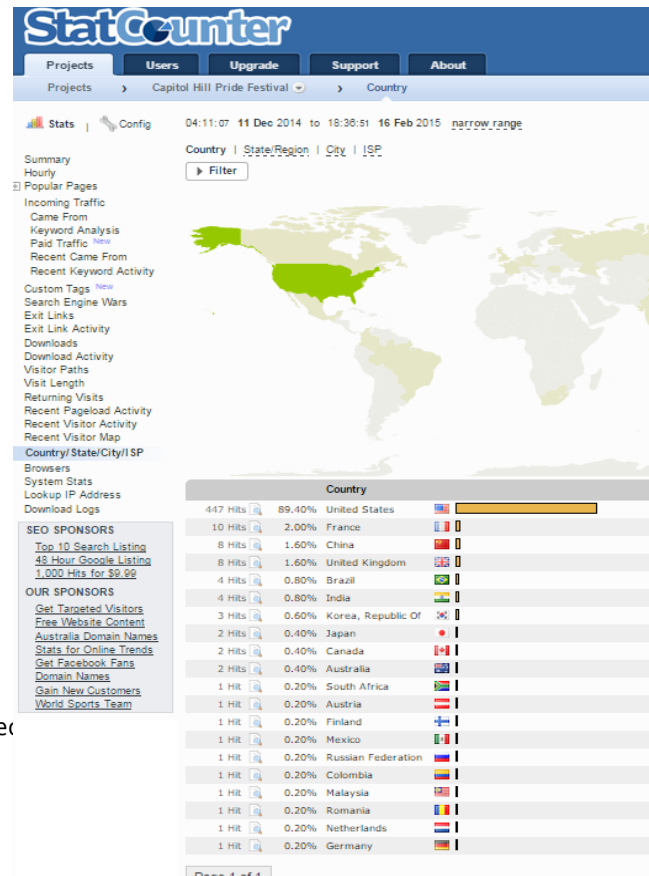 StatCounter
Projects Users Upgrade Support About
Projects › Capitol Hill Pride Festival › Country
Stats | Config
04:11:07 11 Dec 2014 to 18:36:51 16 Feb 2015 narrow range
Country | State/Region | City | ISP
Filter
Summary
Hourly
Popular Pages
Incoming Traffic
Came From
Keyword Analysis
Paid Traffic New
Recent Came From
Recent Keyword Activity
Custom Tags New
Search Engine Wars
Exit Links
Exit Link Activity
Downloads
Download Activity
Visitor Paths
Visit Length
Returning Visits
Recent Pageload Activity
Recent Visitor Activity
Recent Visitor Map
Country/State/City/ISP
Browsers
System Stats
Lookup IP Address
Download Logs
SEO SPONSORS
Top 10 Search Listing
48 Hour Google Listing
1,000 Hits for $9.99
OUR SPONSORS
Get Targeted Visitors
Free Website Content
Australia Domain Names
Stats for Online Trends
Get Facebook Fans
Domain Names
Gain New Customers
World Sports Team
Country
447 Hits 89.40% United States
10 Hits 2.00% France
8 Hits 1.60% China
8 Hits 1.60% United Kingdom
4 Hits 0.80% Brazil
4 Hits 0.80% India
3 Hits 0.60% Korea, Republic Of
2 Hits 0.40% Japan
2 Hits 0.40% Canada
2 Hits 0.40% Australia
1 Hit 0.20% South Africa
1 Hit 0.20% Austria
1 Hit 0.20% Finland
1 Hit 0.20% Mexico
1 Hit 0.20% Russian Federation
1 Hit 0.20% Colombia
1 Hit 0.20% Malaysia
1 Hit 0.20% Romania
1 Hit 0.20% Netherlands
1 Hit 0.20% Germany
Page 1 of 1